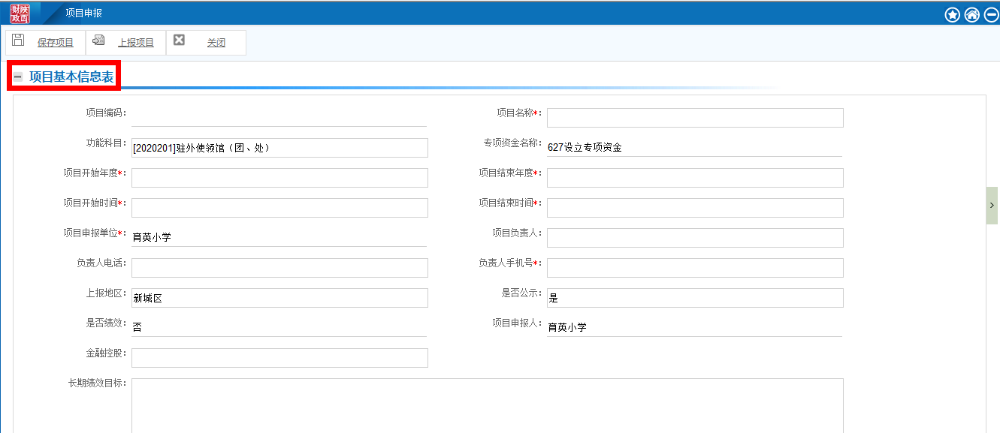 财陕
政西
项目申报
保存项目 上报项目 关闭
项目基本信息表
项目编码： 项目名称*：
功能科目： [2020201]驻外使领馆（团、处） 专项资金名称： 627设立专项资金
项目开始年度*： 项目结束年度*：
项目开始时间*： 项目结束时间*：
项目申报单位*： 育英小学 项目负责人：
负责人电话： 负责人手机号*：
上报地区： 新城区 是否公示： 是
是否绩效： 否 项目申报人： 育英小学
金融控股：
长期绩效目标：